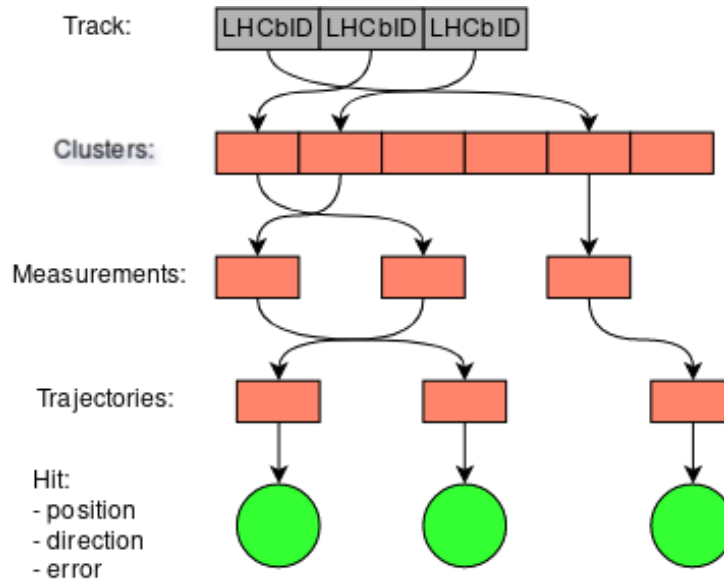 Track:
LHCbID LHCbID LHCbID
Clusters:
Measurements:
Trajectories:
Hit:
- position
- direction
- error